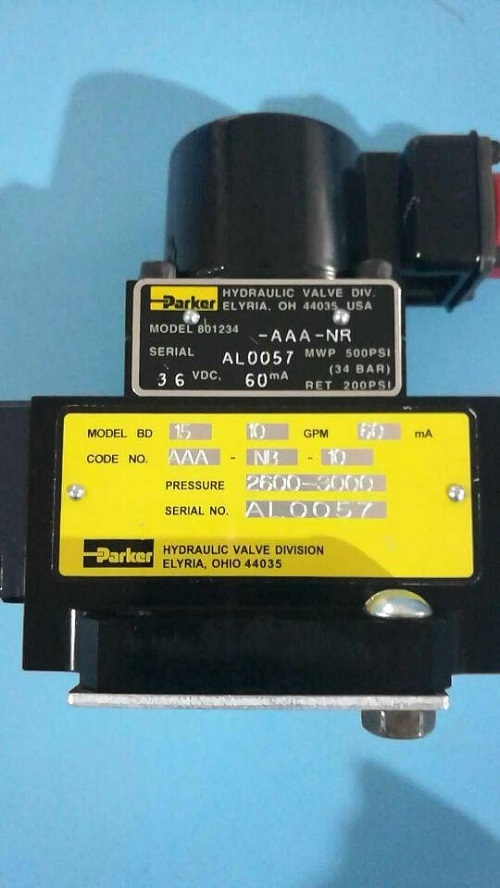 Parker HYDRAULIC VALVE DIV.
ELYRIA, OH 44035 USA
MODEL 801234 -AAA-NR
SERIAL AL0057 MWP 500PSI
(34 BAR)
36 VDC. 60 mA RET 200PSI
MODEL BD 15 10 GPM 60 mA
CODE NO. AAA - NB - 10
PRESSURE 2600-3000
SERIAL NO. AL0057
Parker HYDRAULIC VALVE DIVISION
ELYRIA, OHIO 44035